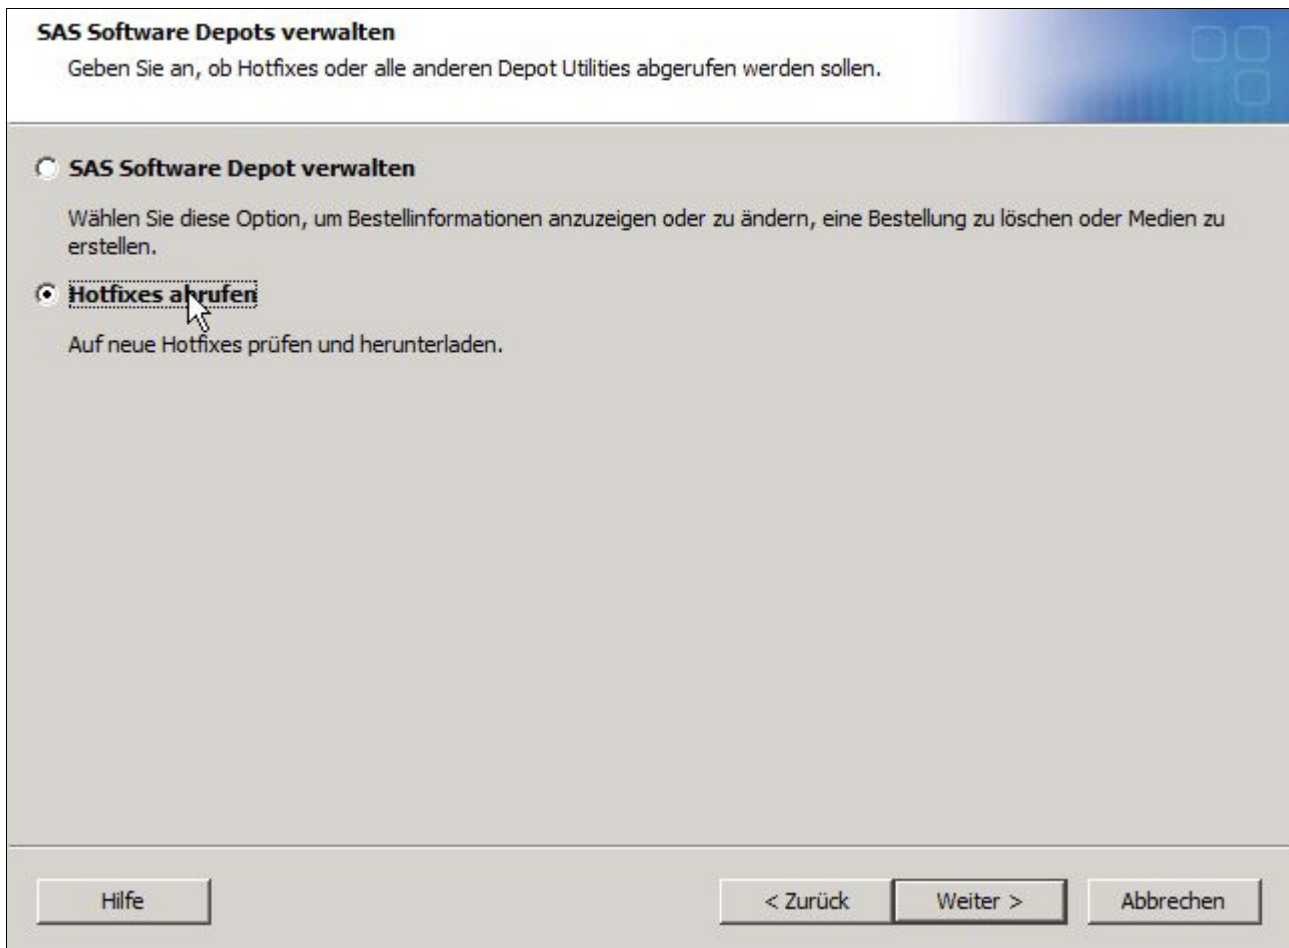 SAS Software Depots verwalten
Geben Sie an, ob Hotfixes oder alle anderen Depot Utilities abgerufen werden sollen.
SAS Software Depot verwalten
Wählen Sie diese Option, um Bestellinformationen anzuzeigen oder zu ändern, eine Bestellung zu löschen oder Medien zu
erstellen.
Hotfixes abrufen
Auf neue Hotfixes prüfen und herunterladen.
Hilfe
< Zurück
Weiter >
Abbrechen